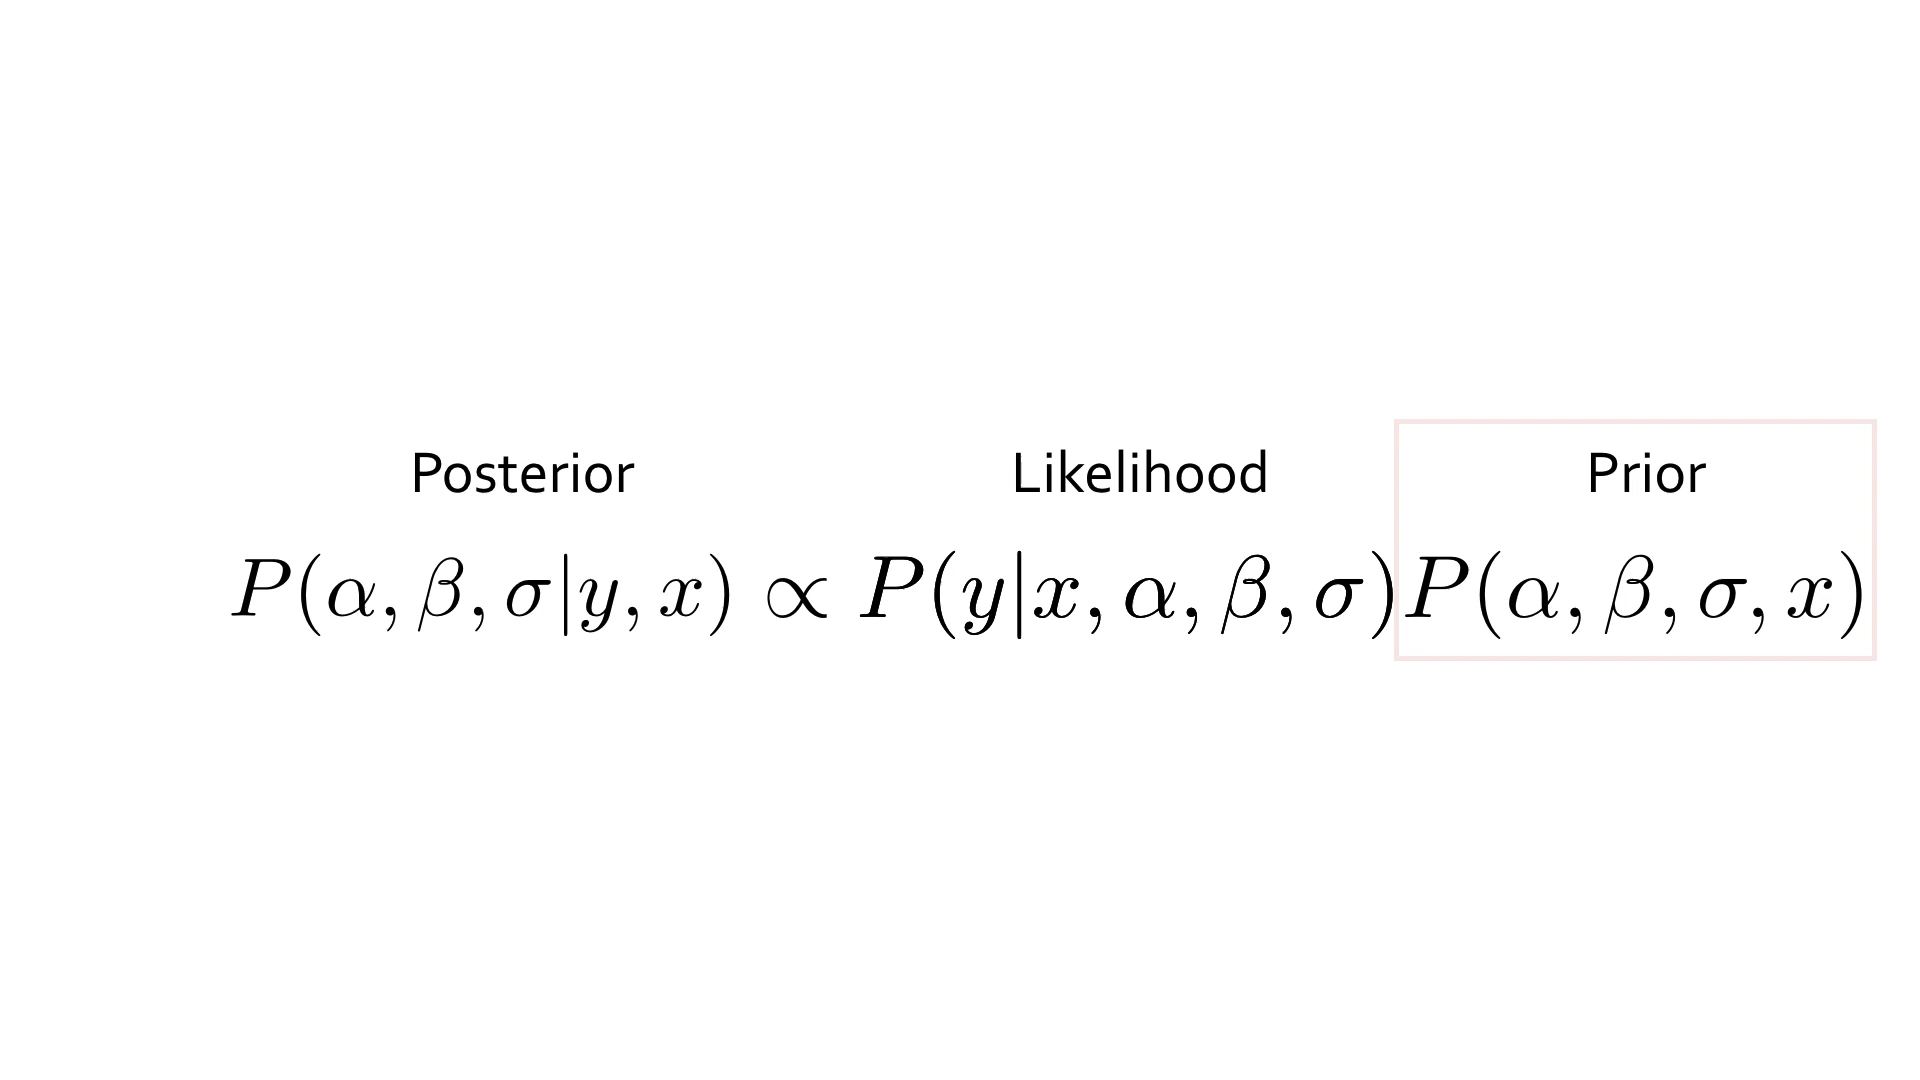 Posterior Likelihood Prior
P(α, β, σ|y, x) ∝ P(y|x, α, β, σ)P(α, β, σ, x)